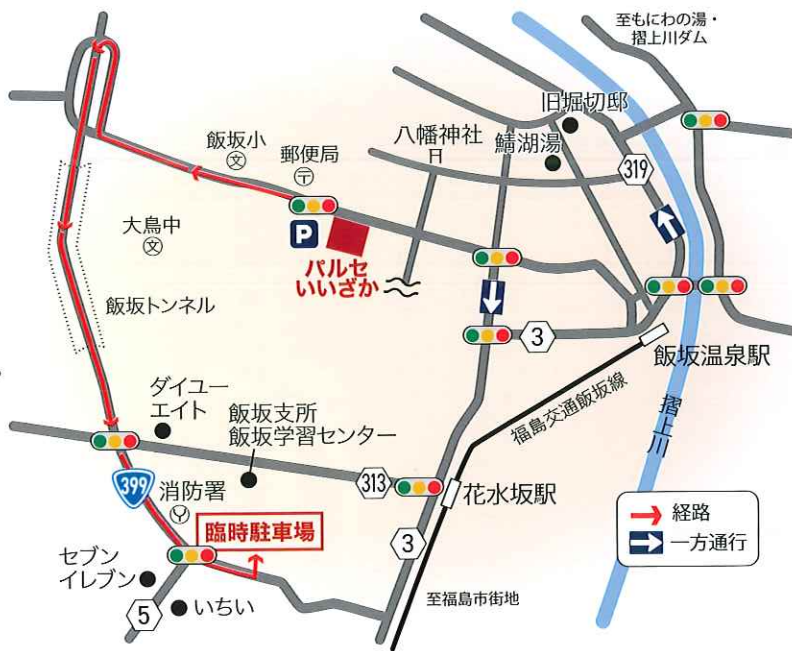 至もにわの湯・
摺上川ダム
旧堀切邸
八幡神社
鯖湖湯
飯坂小
文
郵便局
〒
319
大鳥中
文
P
パルセ
いいざか
飯坂トンネル
3
飯坂温泉駅
福島交通飯坂線
摺上川
ダイユー
エイト
飯坂支所
飯坂学習センター
313
花水坂駅
399
消防署
臨時駐車場
3
経路
一方通行
セブン
イレブン
5
いちい
至福島市街地